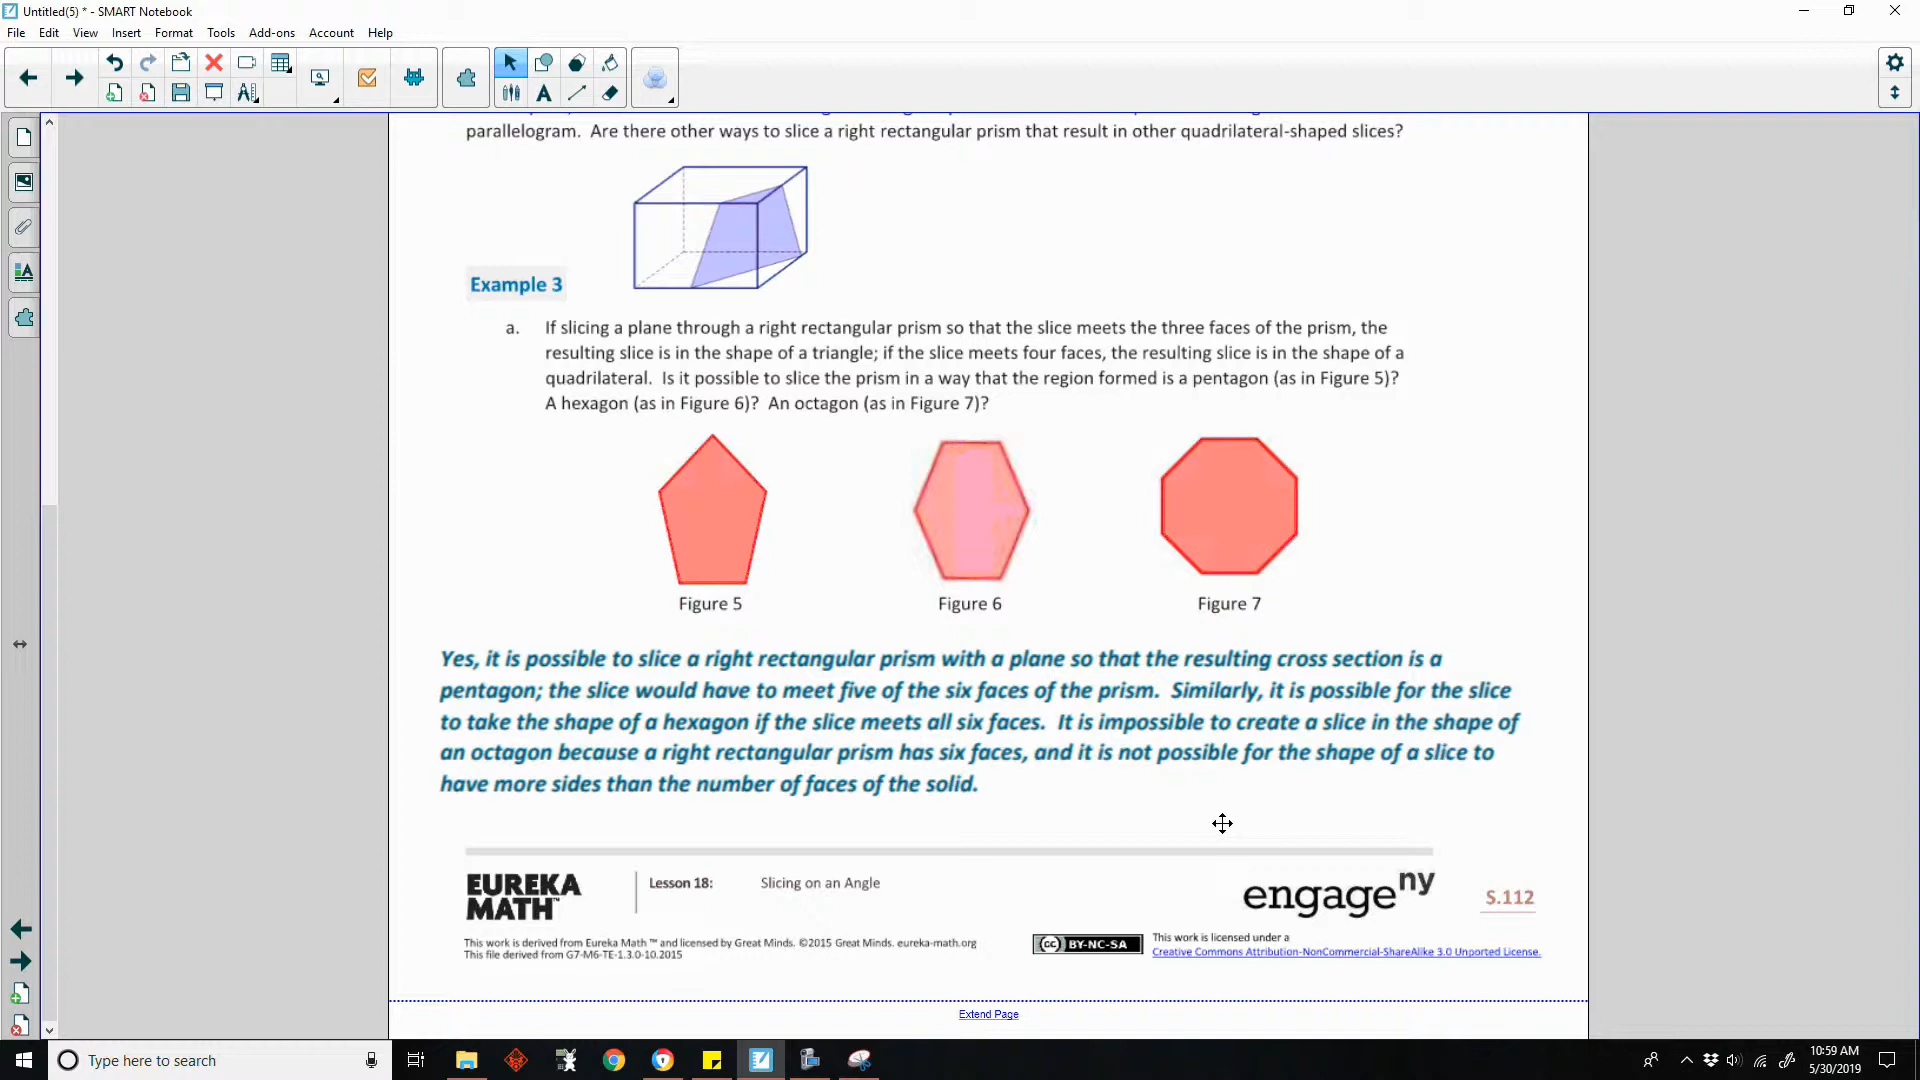 Untitled(5) * - SMART Notebook
File Edit View Insert Format Tools Add-ons Account Help
parallelogram. Are there other ways to slice a right rectangular prism that result in other quadrilateral-shaped slices?
Example 3
a. If slicing a plane through a right rectangular prism so that the slice meets the three faces of the prism, the
resulting slice is in the shape of a triangle; if the slice meets four faces, the resulting slice is in the shape of a
quadrilateral. Is it possible to slice the prism in a way that the region formed is a pentagon (as in Figure 5)?
A hexagon (as in Figure 6)? An octagon (as in Figure 7)?
Figure 5 Figure 6 Figure 7
Yes, it is possible to slice a right rectangular prism with a plane so that the resulting cross section is a
pentagon; the slice would have to meet five of the six faces of the prism. Similarly, it is possible for the slice
to take the shape of a hexagon if the slice meets all six faces. It is impossible to create a slice in the shape of
an octagon because a right rectangular prism has six faces, and it is not possible for the shape of a slice to
have more sides than the number of faces of the solid.
EUREKA
MATH™
Lesson 18: Slicing on an Angle
engage ny
S.112
This work is derived from Eureka Math ™ and licensed by Great Minds. ©2015 Great Minds. eureka-math.org
This file derived from G7-M6-TE-1.3.0-10.2015
cc BY-NC-SA
This work is licensed under a
Creative Commons Attribution-NonCommercial-ShareAlike 3.0 Unported License.
Extend Page
Type here to search
10:59 AM
5/30/2019